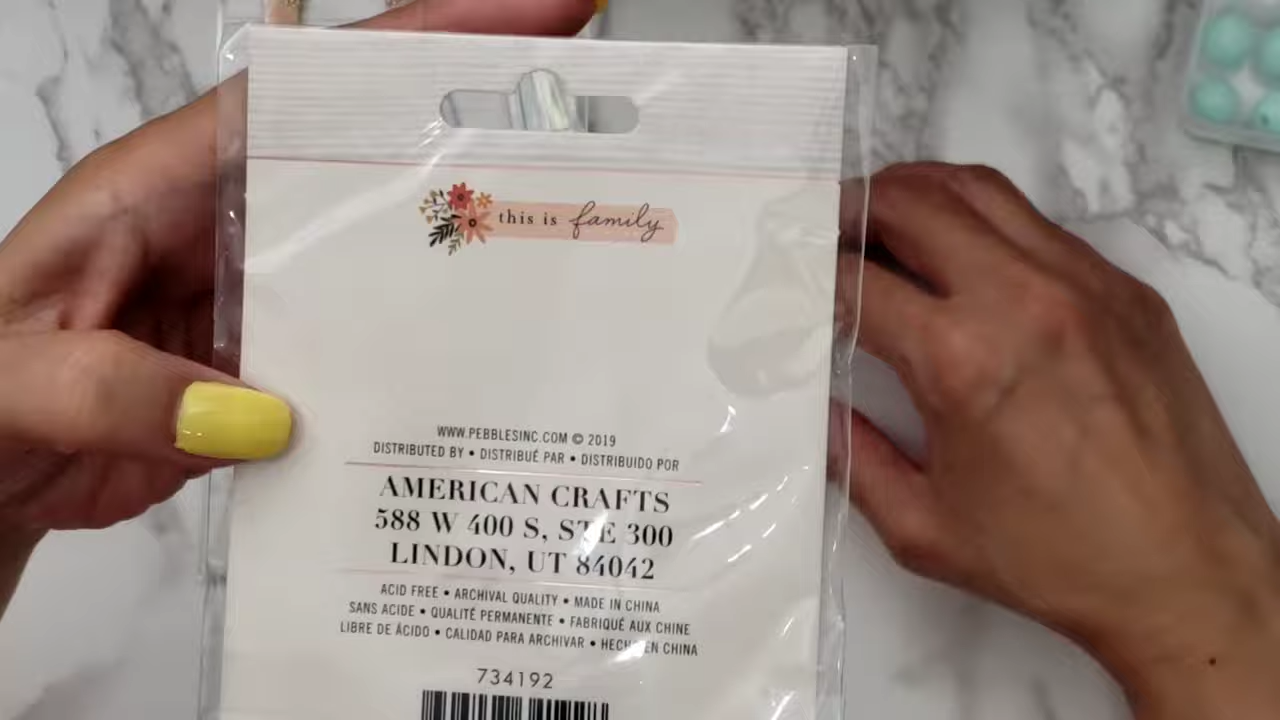 this is family
WWW.PEBBLESINC.COM © 2019
DISTRIBUTED BY • DISTRIBUÉ PAR • DISTRIBUIDO POR
AMERICAN CRAFTS
588 W 400 S, STE 300
LINDON, UT 84042
ACID FREE • ARCHIVAL QUALITY • MADE IN CHINA
SANS ACIDE • QUALITÉ PERMANENTE • FABRIQUÉ AUX CHINE
LIBRE DE ÁCIDO • CALIDAD PARA ARCHIVAR • HECHO EN CHINA
734192